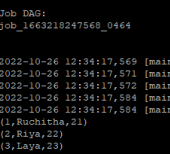 Job DAG:
job_1663218247568_0464
2022-10-26 12:34:17,569 [main
2022-10-26 12:34:17,571 [main
2022-10-26 12:34:17,572 [main
2022-10-26 12:34:17,584 [main
2022-10-26 12:34:17,584 [main
(1,Ruchitha,21)
(2,Riya,22)
(3,Laya,23)